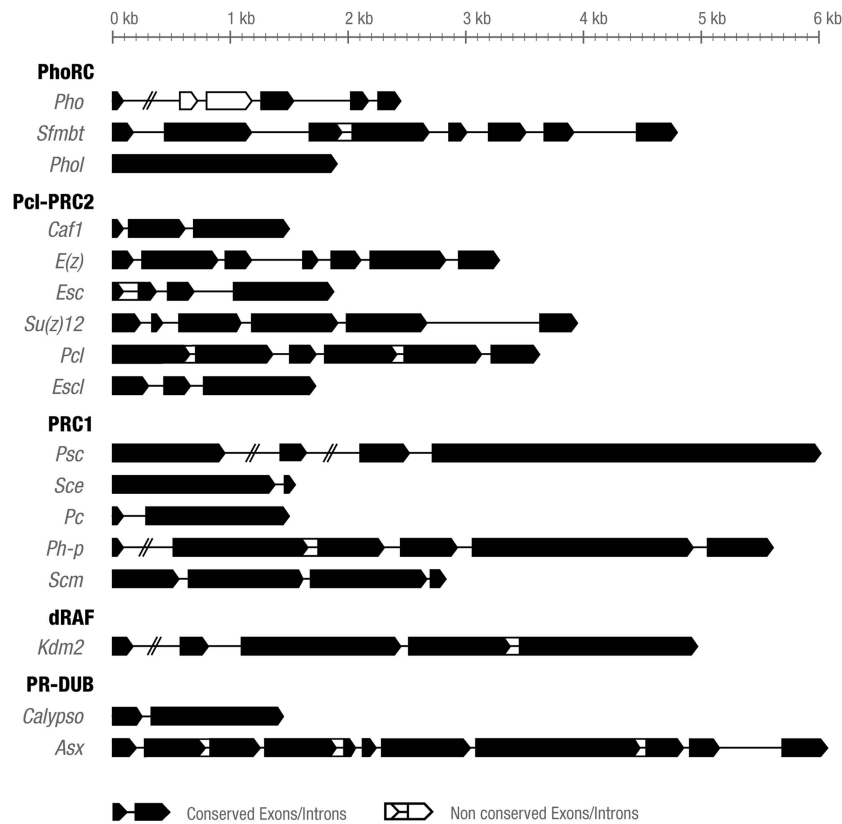 0 kb 1 kb 2 kb 3 kb 4 kb 5 kb 6 kb
PhoRC
Pho
Sfmbt
Phol
Pcl-PRC2
Caf1
E(z)
Esc
Su(z)12
Pcl
Escl
PRC1
Psc
Sce
Pc
Ph-p
Scm
dRAF
Kdm2
PR-DUB
Calypso
Asx
Conserved Exons/Introns Non conserved Exons/Introns